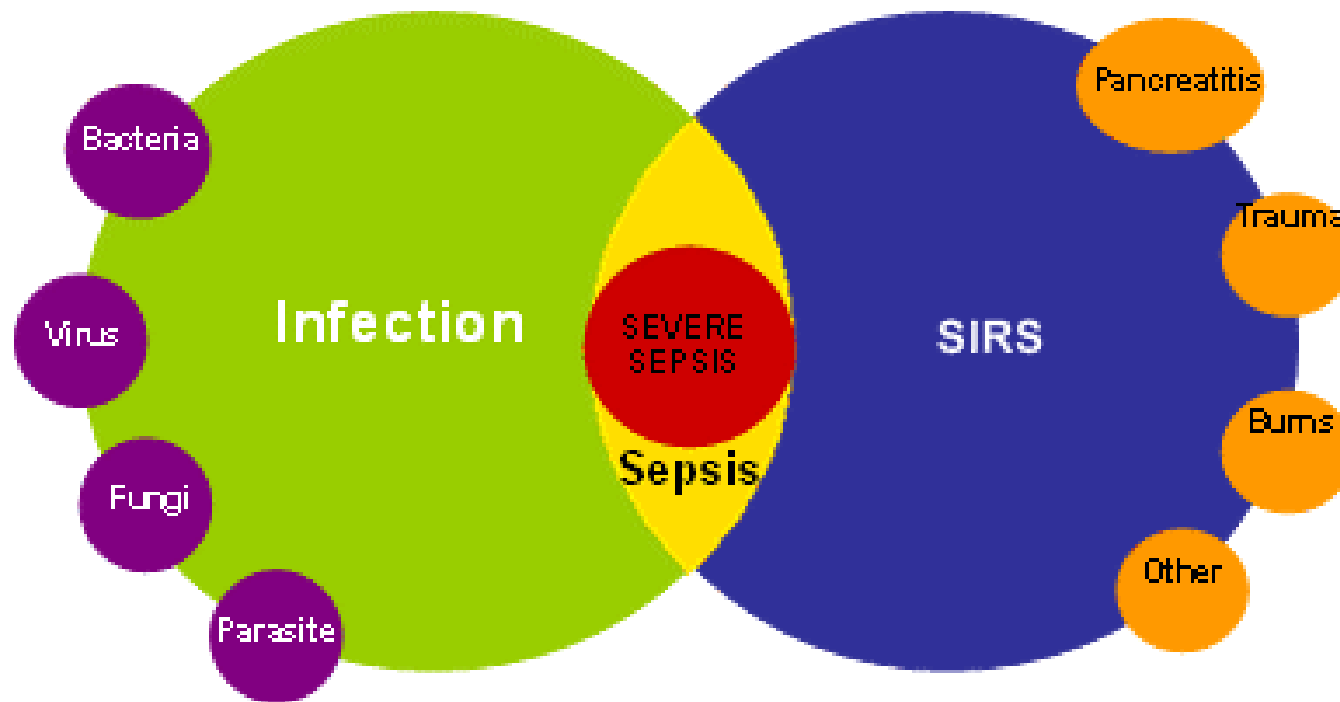 Pancreatitis
Bacteria
Trauma
Virus
Infection
SEVERE
SEPSIS
SIRS
Burns
Sepsis
Fungi
Other
Parasite